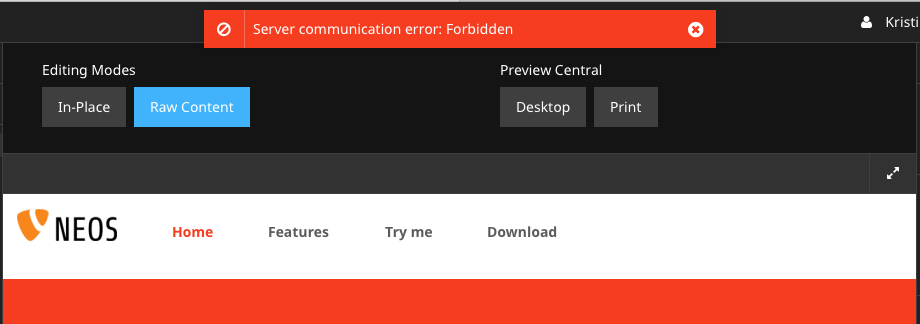 Server communication error: Forbidden
Kristi
Editing Modes
Preview Central
In-Place
Raw Content
Desktop
Print
NEOS
Home
Features
Try me
Download